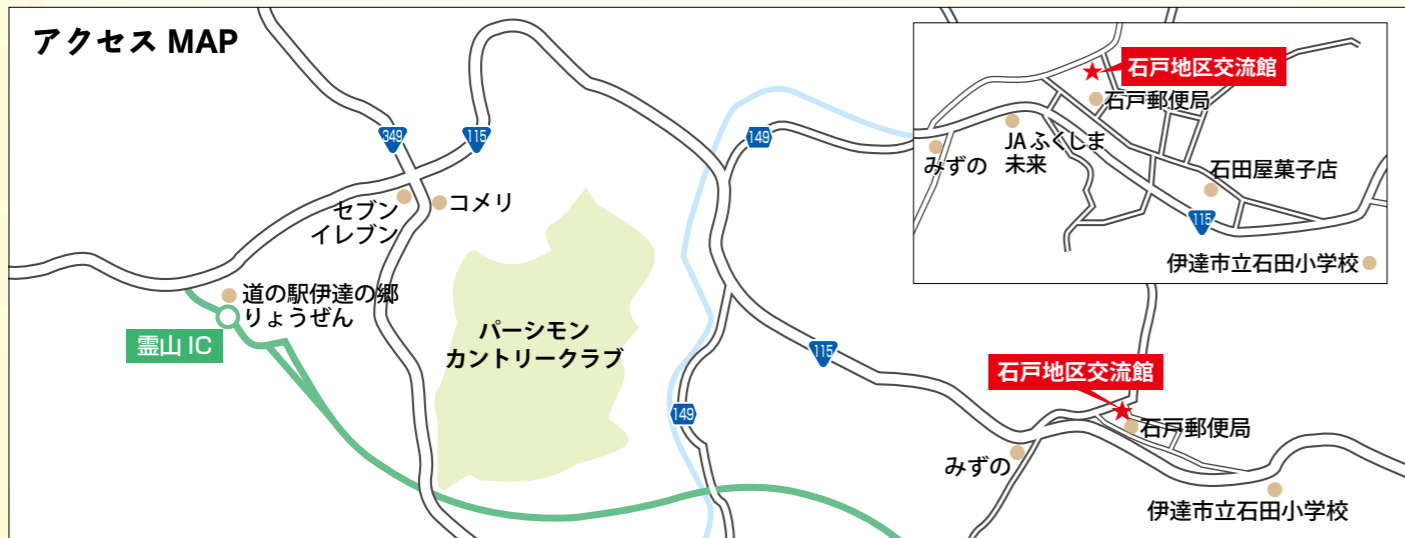 アクセス MAP
349
115
セブン
イレブン
コメリ
道の駅伊達の郷
りょうぜん
霊山 IC
パーシモン
カントリークラブ
149
149
115
石戸地区交流館
石戸郵便局
みずの
伊達市立石田小学校
石戸地区交流館
石戸郵便局
JA ふくしま
未来
みずの
石田屋菓子店
115
伊達市立石田小学校